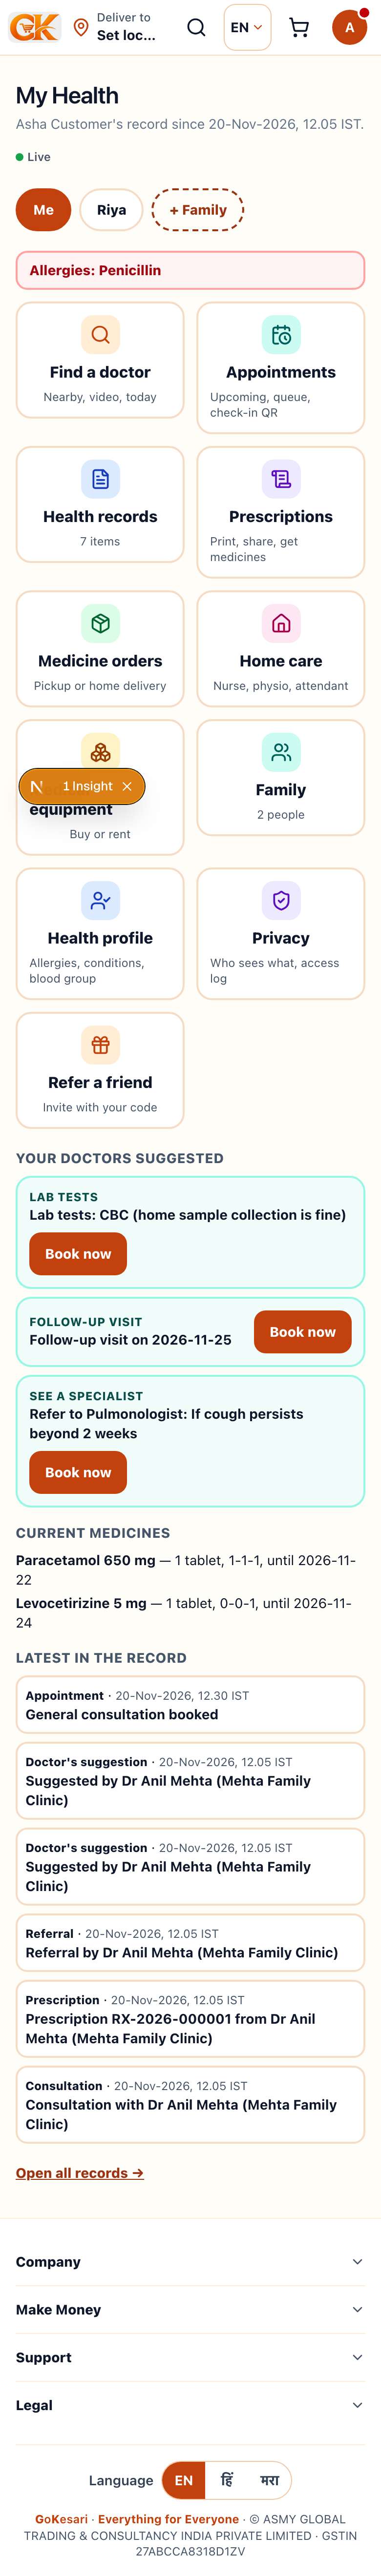 GK
Deliver to
Set loc...
EN
A
My Health
Asha Customer's record since 20-Nov-2026, 12.05 IST.
Live
Me
Riya
+ Family
Allergies: Penicillin
Find a doctor
Nearby, video, today
Appointments
Upcoming, queue,
check-in QR
Health records
7 items
Prescriptions
Print, share, get
medicines
Medicine orders
Pickup or home delivery
Home care
Nurse, physio, attendant
N 1 Insight
equipment
Buy or rent
Family
2 people
Health profile
Allergies, conditions,
blood group
Privacy
Who sees what, access
log
Refer a friend
Invite with your code
YOUR DOCTORS SUGGESTED
LAB TESTS
Lab tests: CBC (home sample collection is fine)
Book now
FOLLOW-UP VISIT
Follow-up visit on 2026-11-25
Book now
SEE A SPECIALIST
Refer to Pulmonologist: If cough persists
beyond 2 weeks
Book now
CURRENT MEDICINES
Paracetamol 650 mg — 1 tablet, 1-1-1, until 2026-11-
22
Levocetirizine 5 mg — 1 tablet, 0-0-1, until 2026-11-
24
LATEST IN THE RECORD
Appointment · 20-Nov-2026, 12.30 IST
General consultation booked
Doctor's suggestion · 20-Nov-2026, 12.05 IST
Suggested by Dr Anil Mehta (Mehta Family
Clinic)
Doctor's suggestion · 20-Nov-2026, 12.05 IST
Suggested by Dr Anil Mehta (Mehta Family
Clinic)
Referral · 20-Nov-2026, 12.05 IST
Referral by Dr Anil Mehta (Mehta Family Clinic)
Prescription · 20-Nov-2026, 12.05 IST
Prescription RX-2026-000001 from Dr Anil
Mehta (Mehta Family Clinic)
Consultation · 20-Nov-2026, 12.05 IST
Consultation with Dr Anil Mehta (Mehta Family
Clinic)
Open all records →
Company
Make Money
Support
Legal
Language EN हिं मरा
GoKesari · Everything for Everyone · © ASMY GLOBAL
TRADING & CONSULTANCY INDIA PRIVATE LIMITED · GSTIN
27ABCCA8318D1ZV